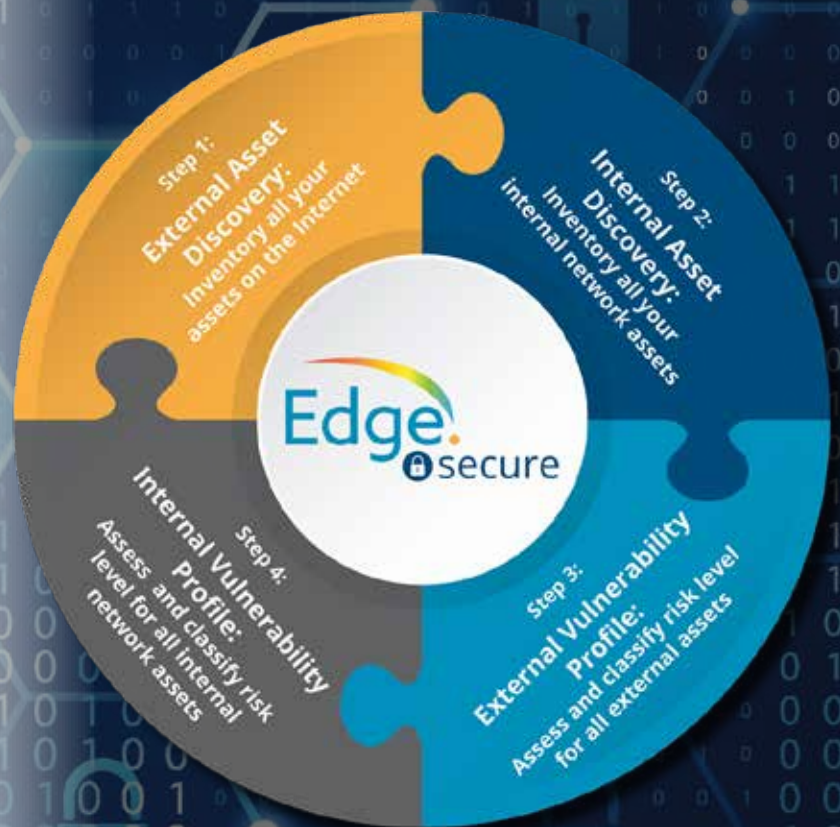 Step 1:
External Asset
Discovery:
Inventory all your
assets on the Internet
Step 2:
Internal Asset
Discovery:
Inventory all your
internal network assets
Step 3:
External Vulnerability
Profile:
Assess and classify risk level
for all external assets
Step 4:
Internal Vulnerability
Profile:
Assess and classify risk
level for all internal
network assets
Edge.
secure